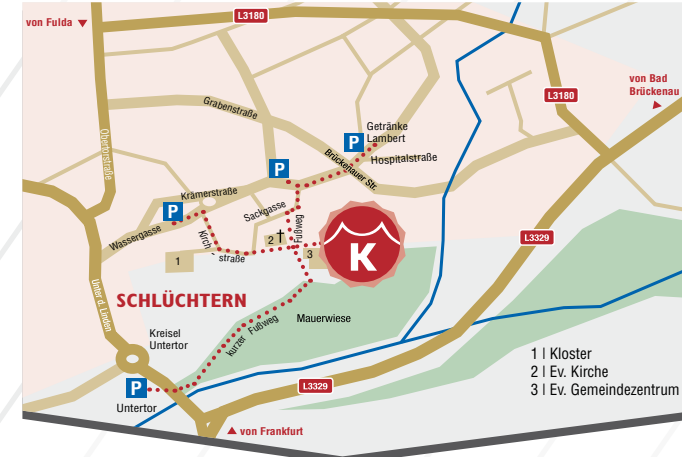 von Fulda
L3180
von Bad
Brückenau
L3180
Obertorstraße
Grabenstraße
P
Getränke
Lambert
Hospitalstraße
Brückenauer Str.
P
Krämerstraße
P
Sackgasse
Wassergasse
Kirch-
straße
Fußweg
1
2
3
K
L3329
SCHLÜCHTERN
Unter d. Linden
Mauerwiese
kurzer Fußweg
Kreisel
Untertor
P
Untertor
L3329
von Frankfurt
1 | Kloster
2 | Ev. Kirche
3 | Ev. Gemeindezentrum